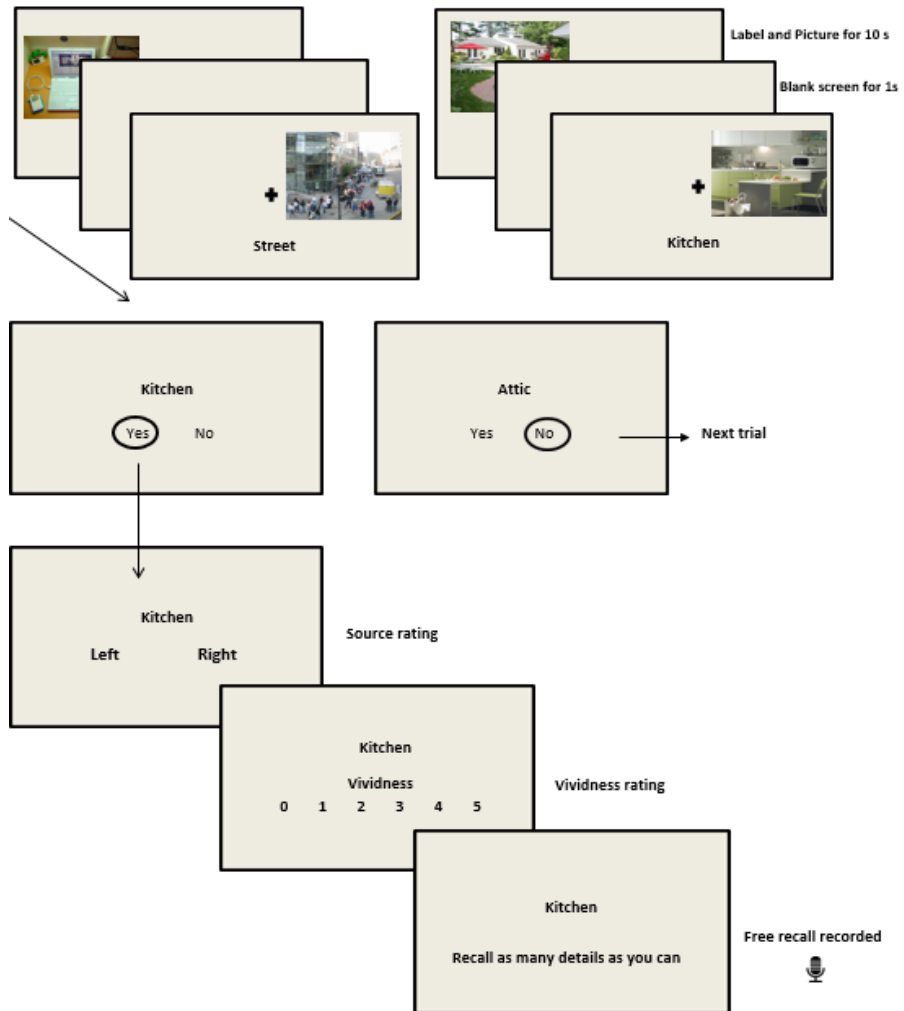 Label and Picture for 10 s
Blank screen for 1s
Street
Kitchen
Kitchen
Yes No
Attic
Yes No
Next trial
Kitchen
Left Right
Source rating
Kitchen
Vividness
0 1 2 3 4 5
Vividness rating
Kitchen
Recall as many details as you can
Free recall recorded